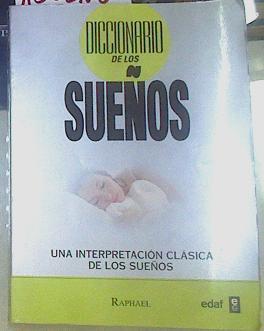 DICCIONARIO
DE LOS
SUEÑOS
UNA INTERPRETACIÓN CLÁSICA
DE LOS SUEÑOS
RAPHAEL
edaf